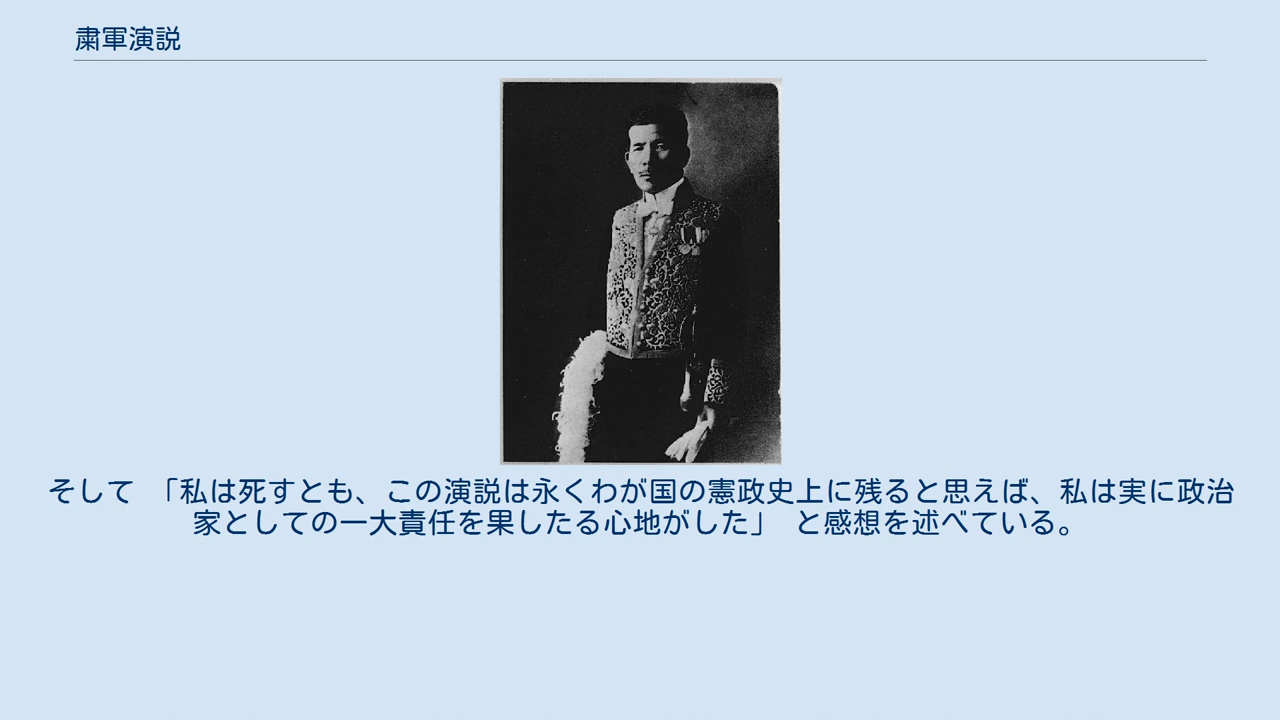 粛軍演説
そして 「私は死すとも、この演説は永くわが国の憲政史上に残ると思えば、私は実に政治
家としての一大責任を果したる心地がした」 と感想を述べている。